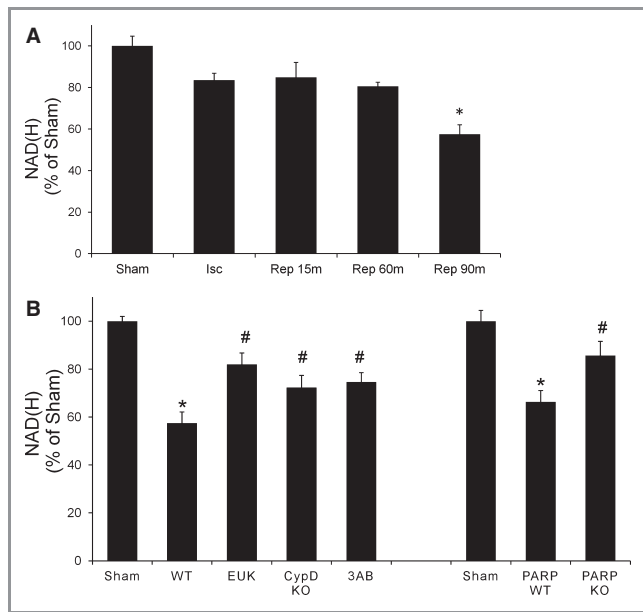 A
NAD(H)
(% of Sham)
100
80
60
40
20
0
*
Sham Isc Rep 15m Rep 60m Rep 90m
B
NAD(H)
(% of Sham)
100
80
60
40
20
0
* # # # * #
Sham WT EUK CypD KO 3AB Sham PARP WT PARP KO